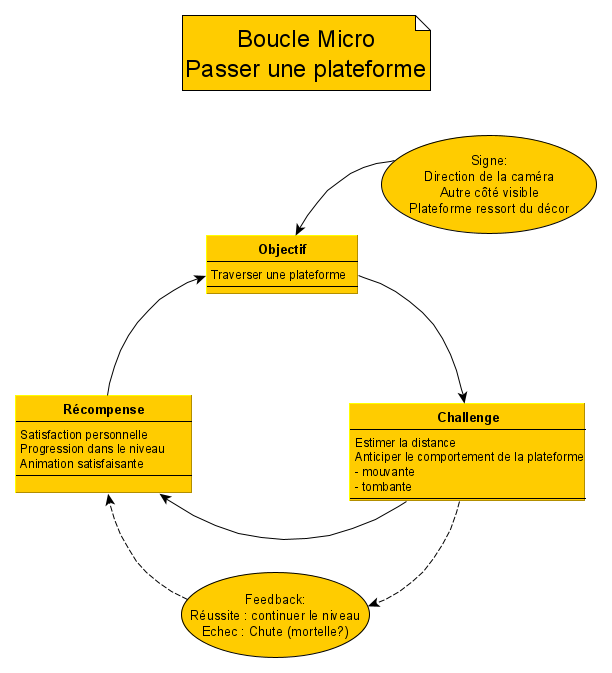 Boucle Micro
Passer une plateforme
Signe:
Direction de la caméra
Autre côté visible
Plateforme ressort du décor
Objectif
Traverser une plateforme
Récompense
Satisfaction personnelle
Progression dans le niveau
Animation satisfaisante
Challenge
Estimer la distance
Anticiper le comportement de la plateforme
- mouvante
- tombante
Feedback:
Réussite : continuer le niveau
Echec : Chute (mortelle?)